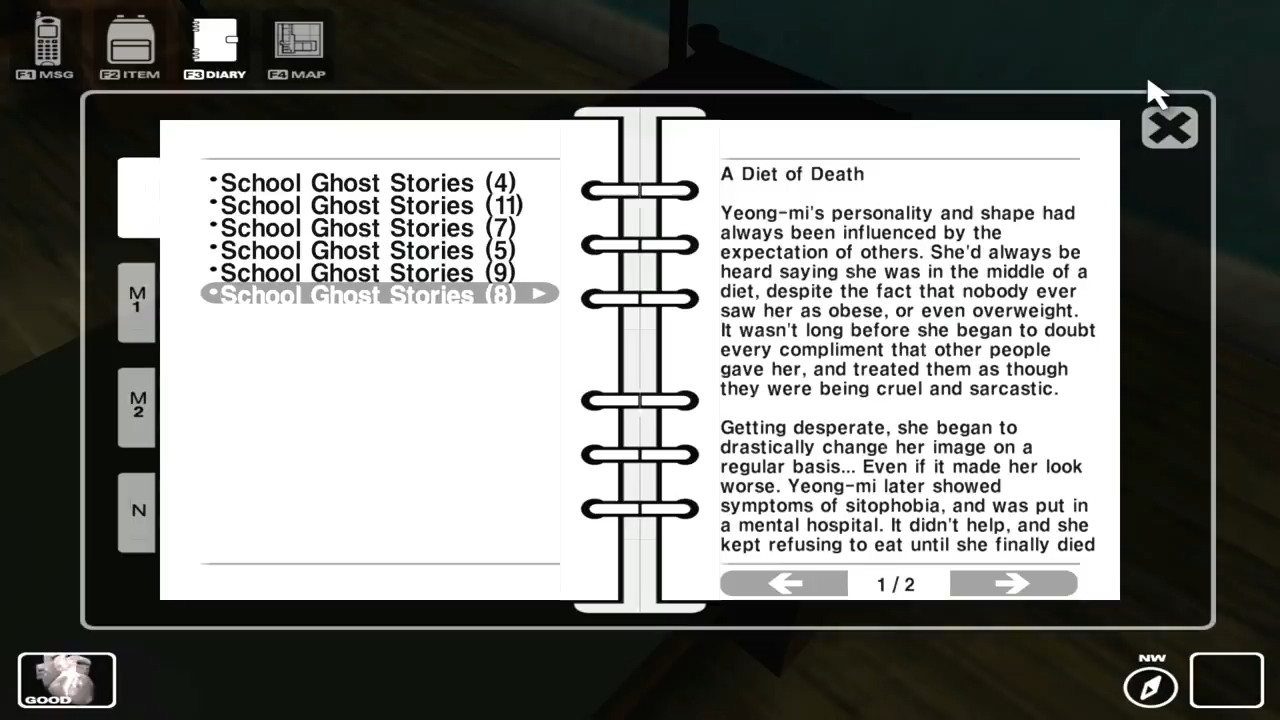 F1 MSG
F2 ITEM
F3 DIARY
F4 MAP
M
1
M
2
N
•School Ghost Stories (4)
•School Ghost Stories (11)
•School Ghost Stories (7)
•School Ghost Stories (5)
•School Ghost Stories (9)
•School Ghost Stories (8)
A Diet of Death
Yeong-mi's personality and shape had
always been influenced by the
expectation of others. She'd always be
heard saying she was in the middle of a
diet, despite the fact that nobody ever
saw her as obese, or even overweight.
It wasn't long before she began to doubt
every compliment that other people
gave her, and treated them as though
they were being cruel and sarcastic.
Getting desperate, she began to
drastically change her image on a
regular basis... Even if it made her look
worse. Yeong-mi later showed
symptoms of sitophobia, and was put in
a mental hospital. It didn't help, and she
kept refusing to eat until she finally died
1 / 2
GOOD
NW